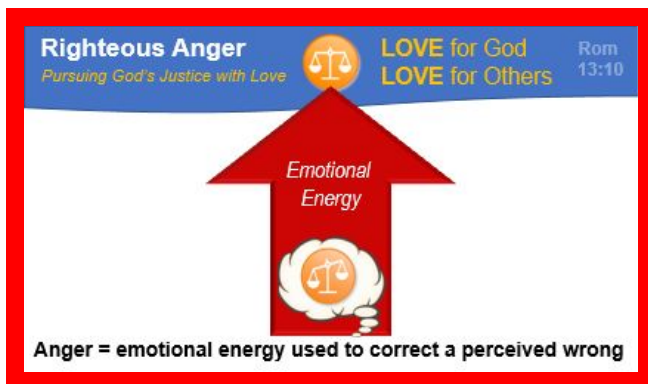 Righteous Anger
Pursuing God's Justice with Love
LOVE for God
LOVE for Others
Rom
13:10
Emotional
Energy
Anger = emotional energy used to correct a perceived wrong